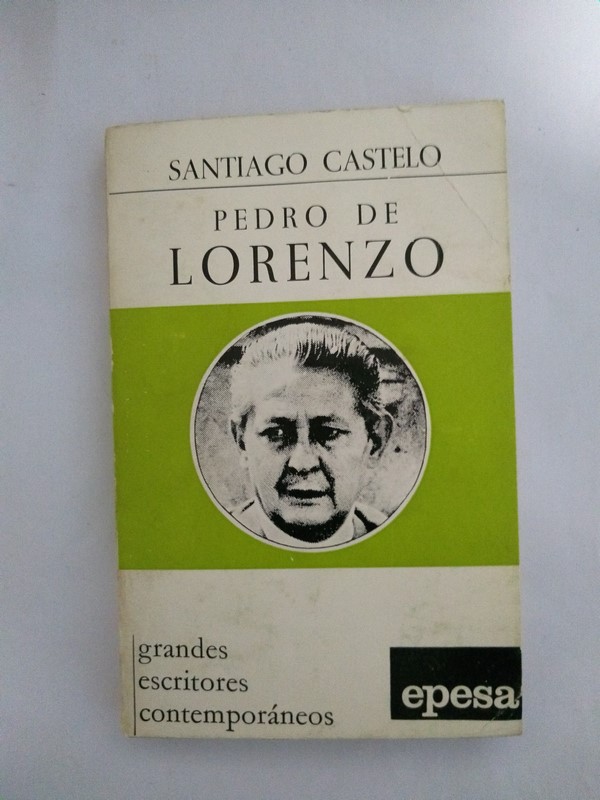 SANTIAGO CASTELO
PEDRO DE
LORENZO
grandes
escritores
contemporáneos
epesa